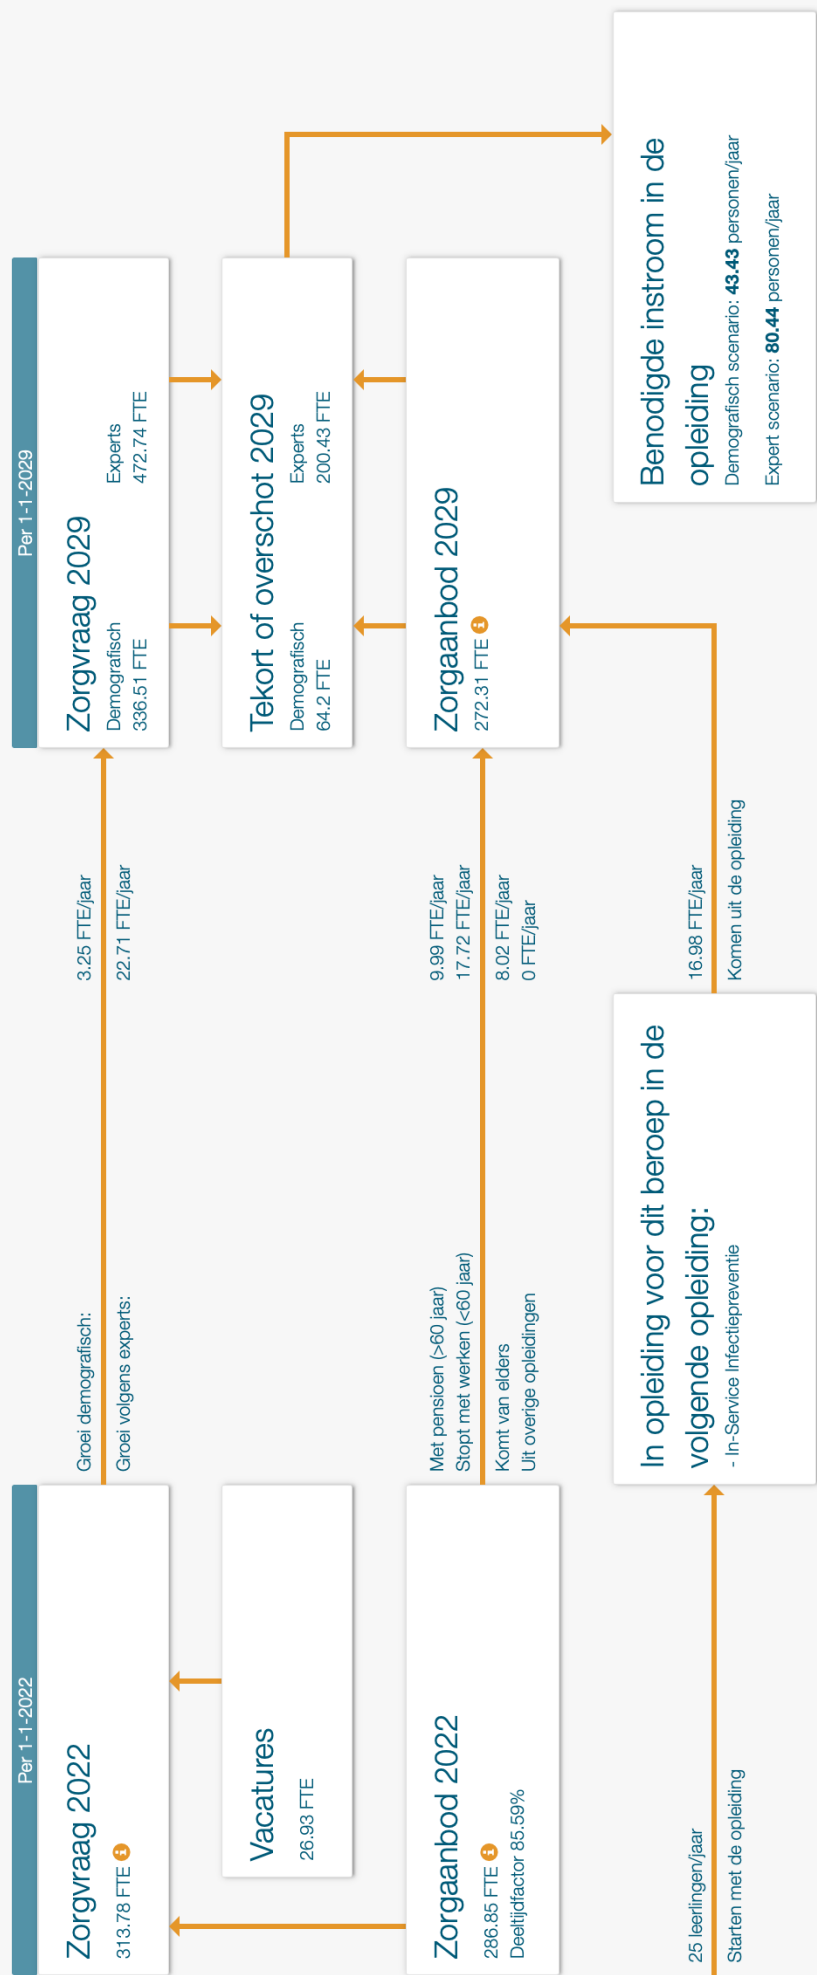 Per 1-1-2022
Zorgvraag 2022
313.78 FTE
Vacatures
26.93 FTE
Zorgaanbod 2022
286.85 FTE
Deeltijdfactor 85.59%
25 leerlingen/jaar
Starten met de opleiding
Groei demografisch:
3.25 FTE/jaar
Groei volgens experts:
22.71 FTE/jaar
Met pensioen (>60 jaar)
9.99 FTE/jaar
Stopt met werken (<60 jaar)
17.72 FTE/jaar
Komt van elders
8.02 FTE/jaar
Uit overige opleidingen
0 FTE/jaar
In opleiding voor dit beroep in de
volgende opleiding:
- In-Service Infectiepreventie
16.98 FTE/jaar
Komen uit de opleiding
Per 1-1-2029
Zorgvraag 2029
Demografisch
Experts
336.51 FTE
472.74 FTE
Tekort of overschot 2029
Demografisch
Experts
64.2 FTE
200.43 FTE
Zorgaanbod 2029
272.31 FTE
Benodigde instroom in de
opleiding
Demografisch scenario: 43.43 personen/jaar
Expert scenario: 80.44 personen/jaar